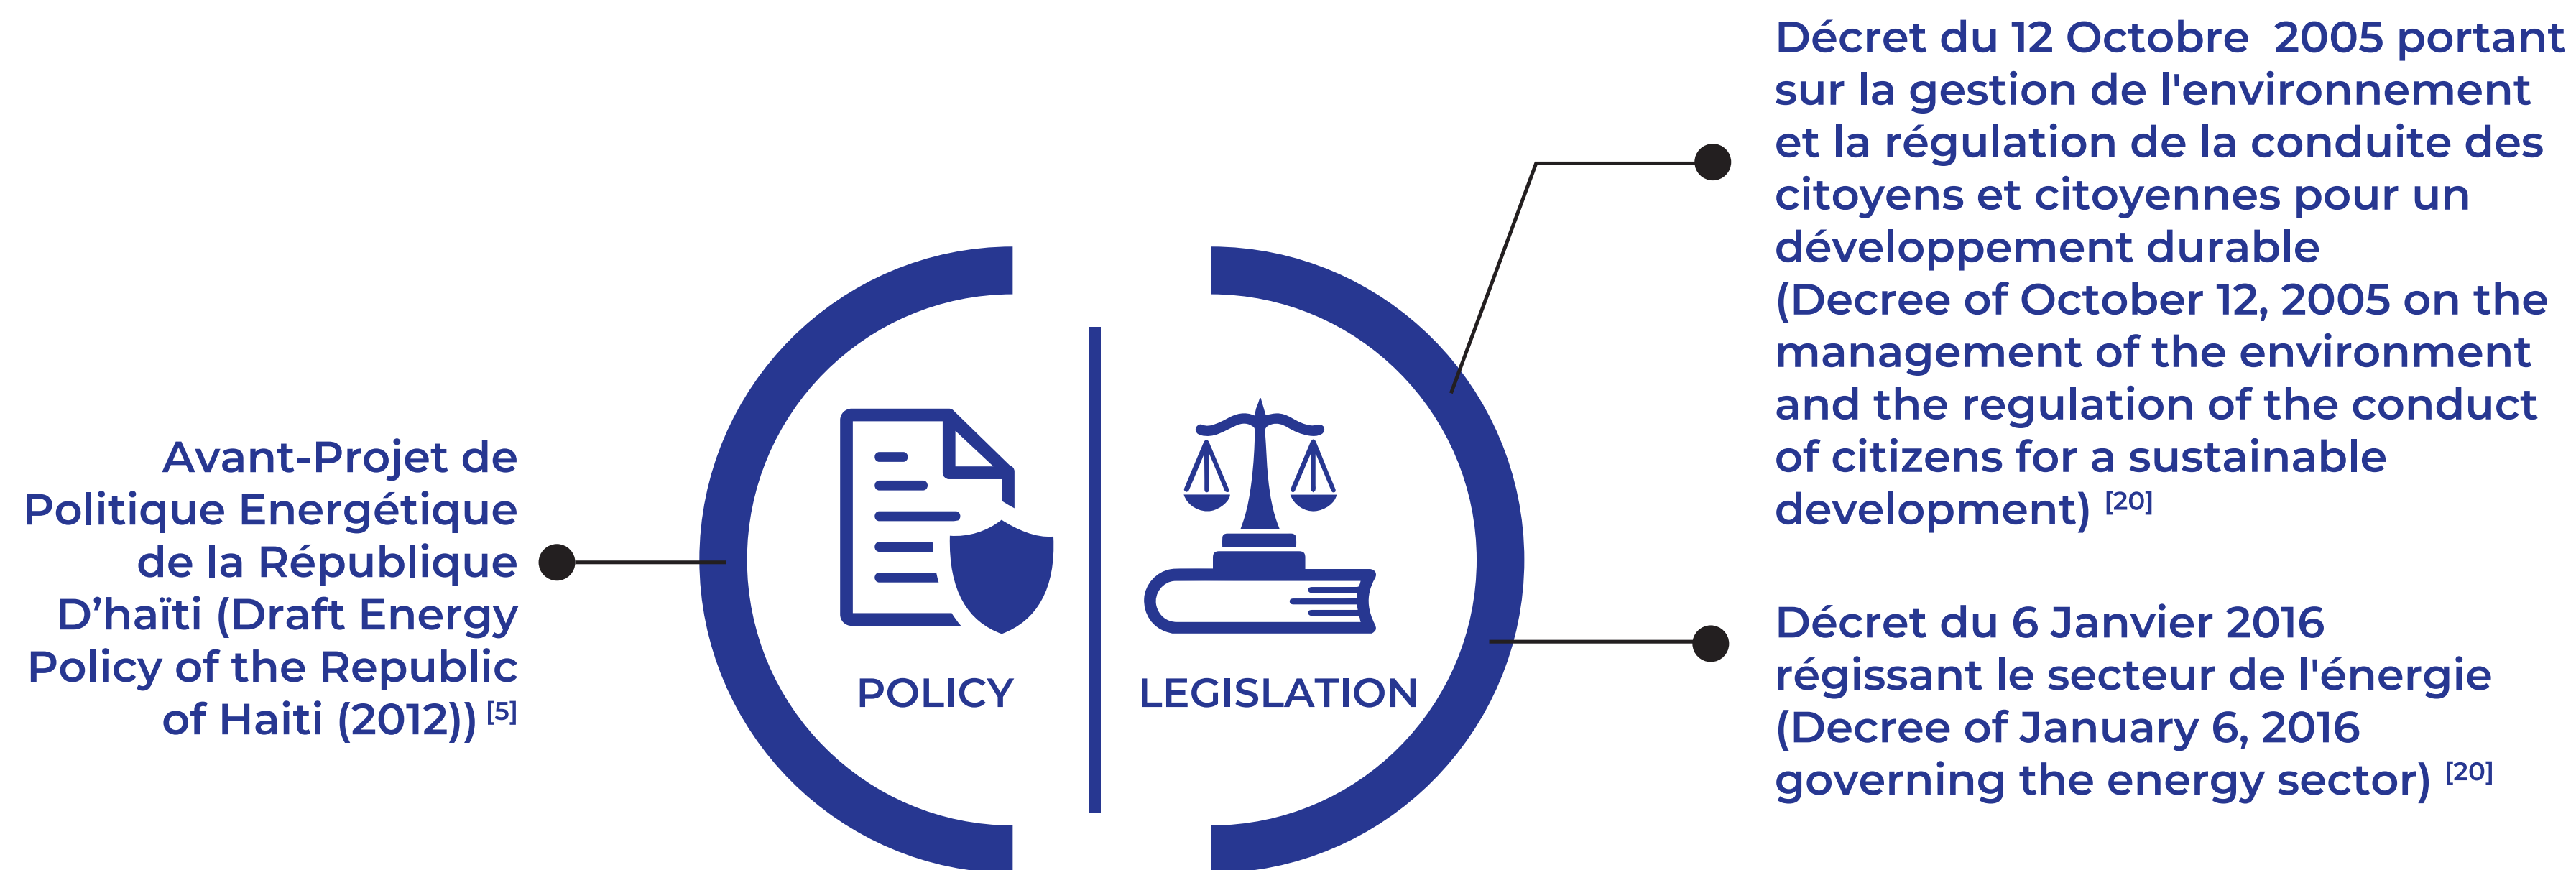 Avant-Projet de
Politique Energétique
de la République
D’haïti (Draft Energy
Policy of the Republic
of Haiti (2012)) [5]
POLICY
LEGISLATION
Décret du 12 Octobre  2005 portant
sur la gestion de l'environnement
et la régulation de la conduite des
citoyens et citoyennes pour un
développement durable
(Decree of October 12, 2005 on the
management of the environment
and the regulation of the conduct
of citizens for a sustainable
development) [20]
Décret du 6 Janvier 2016
régissant le secteur de l'énergie
(Decree of January 6, 2016
governing the energy sector) [20]